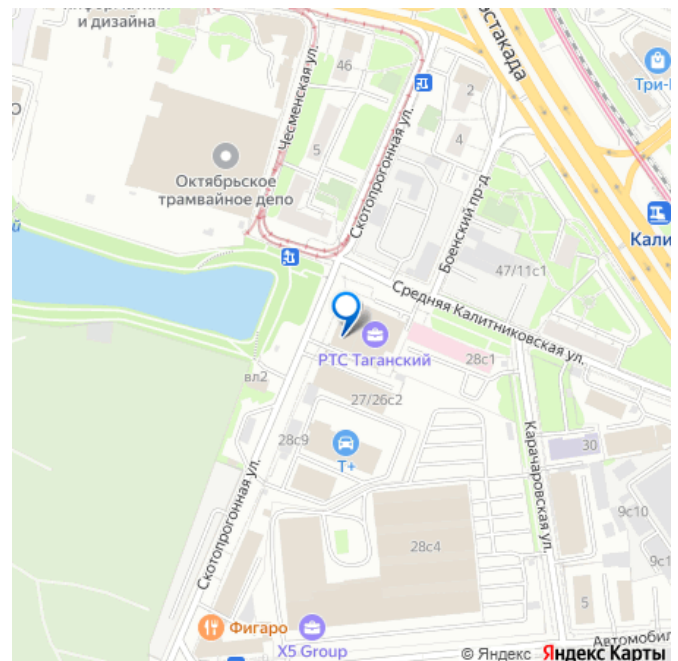 и дизайна
стакада
46
2
Три-
Чесменская ул.
5
4
Скотопрогонная ул.
Октябрьское
трамвайное депо
Боенский пр-д
Кали
47/11с1
Средняя Калитниковская ул.
РТС Таганский
28с1
вл2
27/26с2
28с9
Т+
30
Карачаровская ул.
9с10
Скотопрогонная ул.
28с4
9с1
5
Фигаро
X5 Group
Автомобил
© Яндекс Яндекс Карты